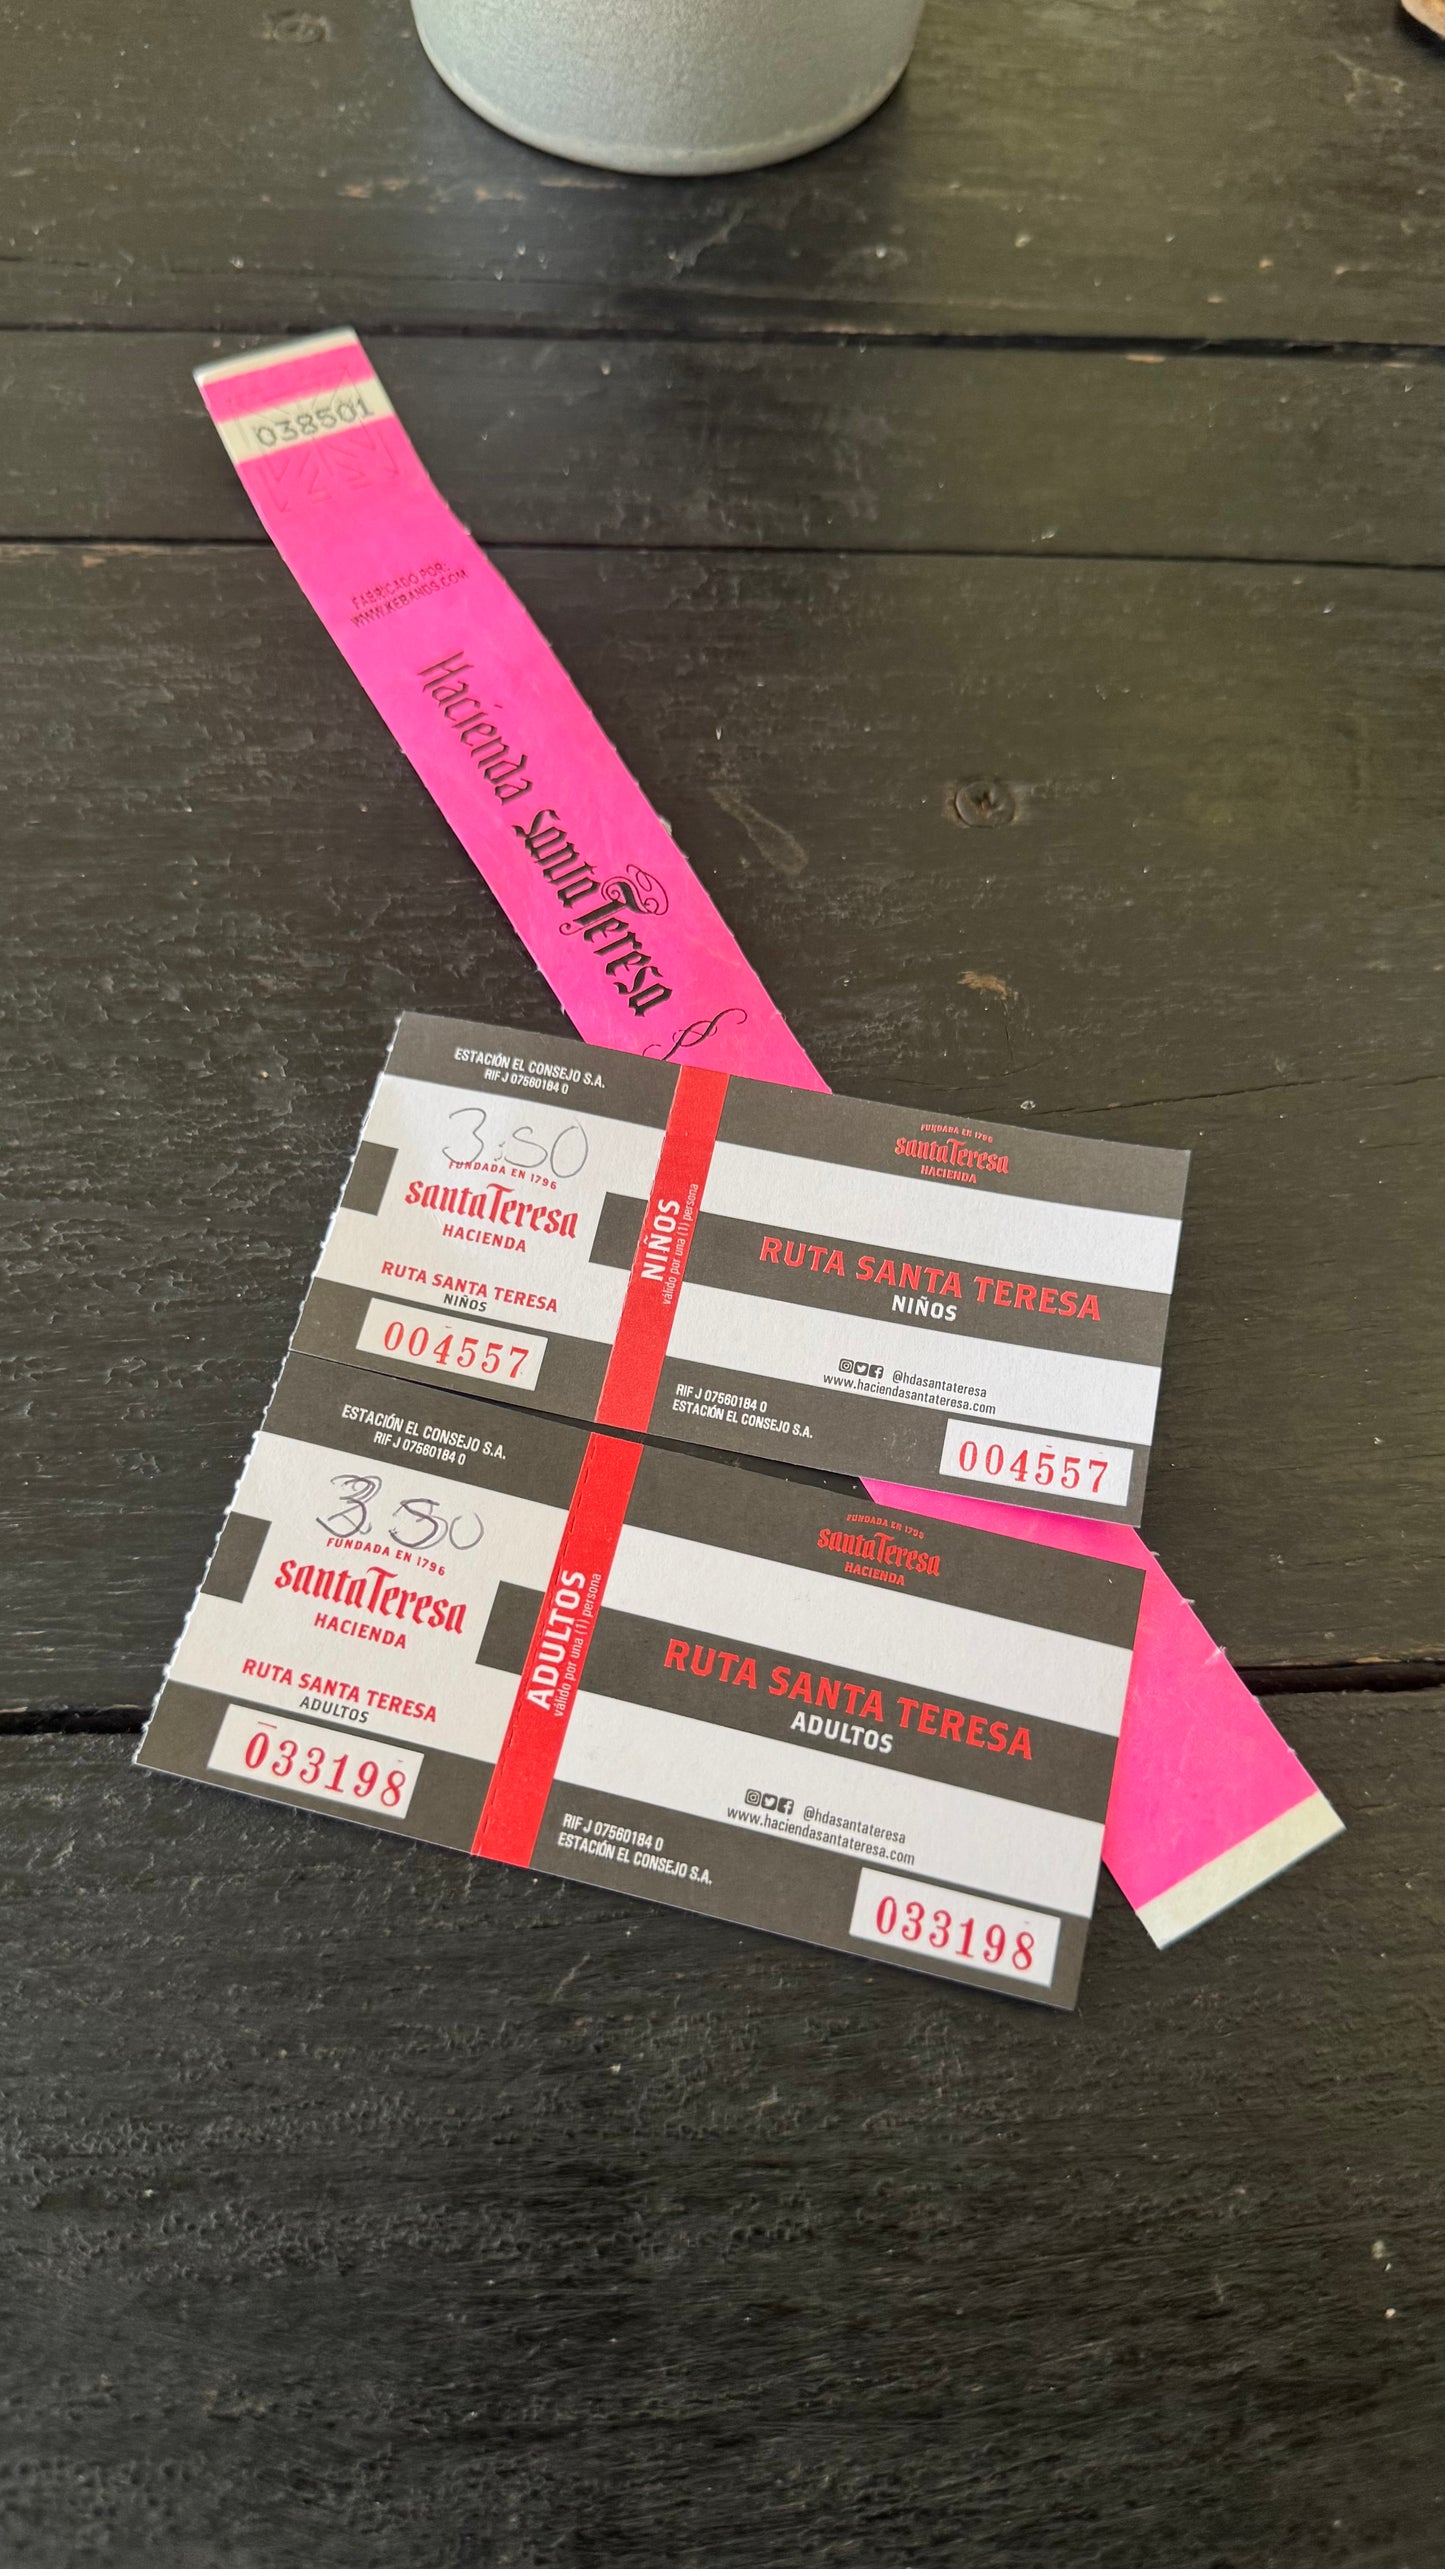 038501
FABRICADO POR:
WWW.KEBANDS.COM
Hacienda Santa Teresa
ESTACIÓN EL CONSEJO S.A.
RIF J 07560184 0
3:50
FUNDADA EN 1796
santa Teresa
HACIENDA
RUTA SANTA TERESA
NIÑOS
004557
NIÑOS
válido por una (1) persona
FUNDADA EN 1796
santa Teresa
HACIENDA
RUTA SANTA TERESA
NIÑOS
@hdasantateresa
www.haciendasantateresa.com
RIF J 07560184 0
ESTACIÓN EL CONSEJO S.A.
004557
ESTACIÓN EL CONSEJO S.A.
RIF J 07560184 0
3:50
FUNDADA EN 1796
santa Teresa
HACIENDA
RUTA SANTA TERESA
ADULTOS
033198
ADULTOS
válido por una (1) persona
FUNDADA EN 1796
santa Teresa
HACIENDA
RUTA SANTA TERESA
ADULTOS
@hdasantateresa
www.haciendasantateresa.com
RIF J 07560184 0
ESTACIÓN EL CONSEJO S.A.
033198